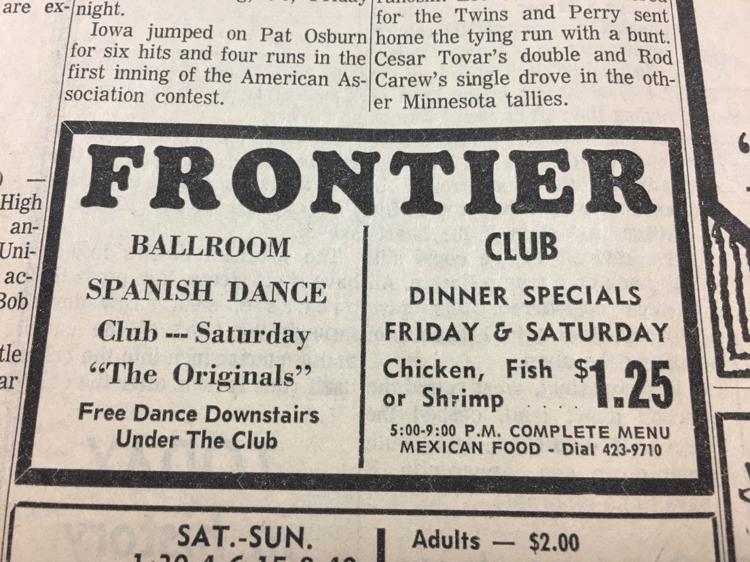 are ex-
night.
Iowa jumped on Pat Osburn
for six hits and four runs in the
first inning of the American As-
sociation contest.
for the Twins and Perry sent
home the tying run with a bunt.
Cesar Tovar's double and Rod
Carew's single drove in the oth-
er Minnesota tallies.
High
an-
Uni-
ac-
Bob
FRONTIER
BALLROOM
SPANISH DANCE
Club --- Saturday
"The Originals"
Free Dance Downstairs
Under The Club
CLUB
DINNER SPECIALS
FRIDAY & SATURDAY
Chicken, Fish $1.25
or Shrimp
5:00-9:00 P.M. COMPLETE MENU
MEXICAN FOOD - Dial 423-9710
SAT.-SUN.
Adults — $2.00